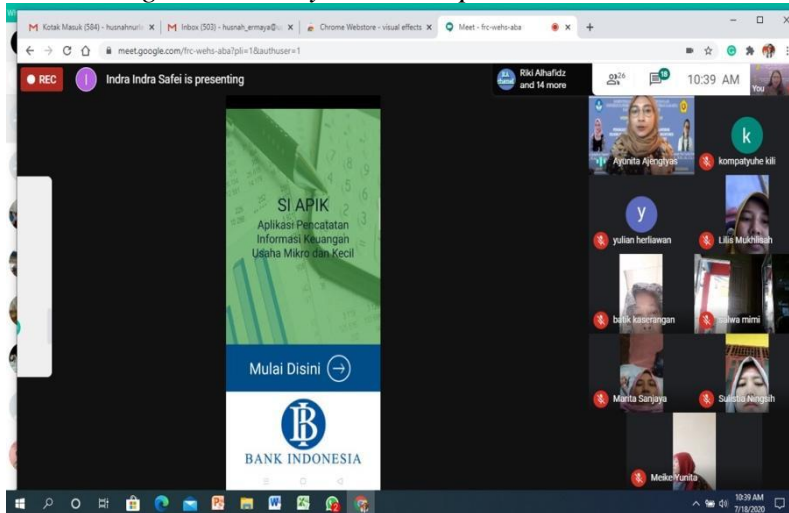 Kotak Masuk (584) - husnahnuri
Inbox (503) - husnah_ermaya@u
Chrome Webstore - visual effects
Meet - frc-wehs-aba
meet.google.com/frc-wehs-aba?pli=1&authuser=1
REC
I
Indra Indra Safei is presenting
Riki Alhafidz
and 14 more
26
18
10:39 AM
You
SI APIK
Aplikasi Pencatatan
Informasi Keuangan
Usaha Mikro dan Kecil
Mulai Disini
BANK INDONESIA
Ayunita Ajengtyas
k
kompatyuhe kili
y
yulian herliawan
Lilis Mukhlisah
batik kaserangan
salwa mimi
Marita Sanjaya
Sulistia Ningsih
Meike Yunita
10:39 AM
7/18/2020